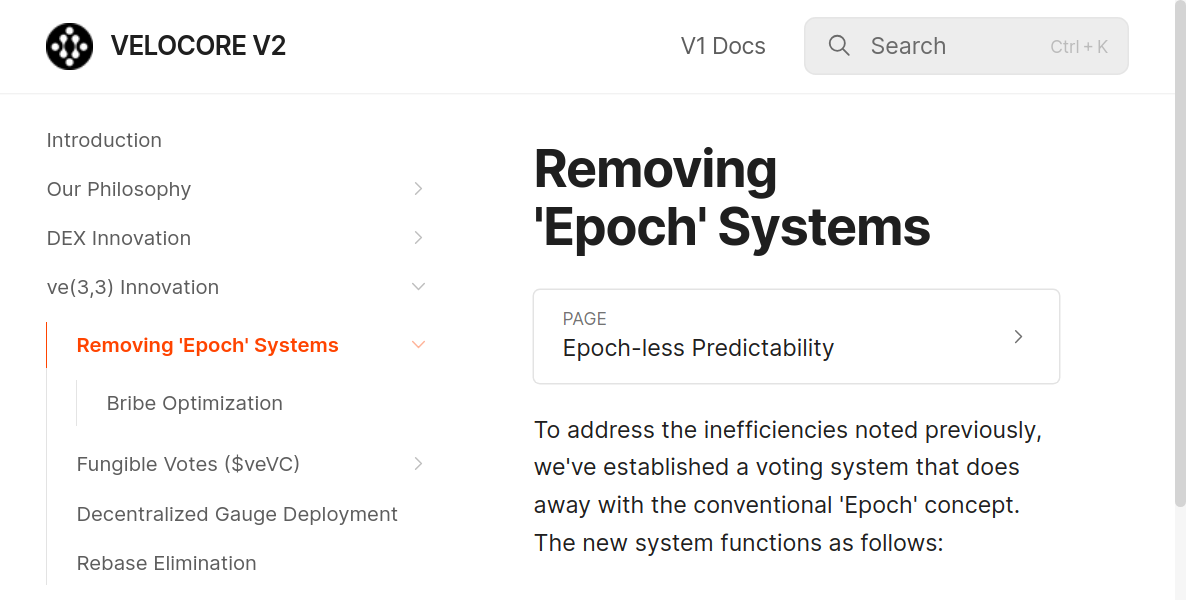 VELOCORE V2
V1 Docs
Search
Ctrl + K
Introduction
Our Philosophy
DEX Innovation
ve(3,3) Innovation
Removing 'Epoch' Systems
Bribe Optimization
Fungible Votes ($veVC)
Decentralized Gauge Deployment
Rebase Elimination
Removing
'Epoch' Systems
PAGE
Epoch-less Predictability
To address the inefficiencies noted previously,
we've established a voting system that does
away with the conventional 'Epoch' concept.
The new system functions as follows: